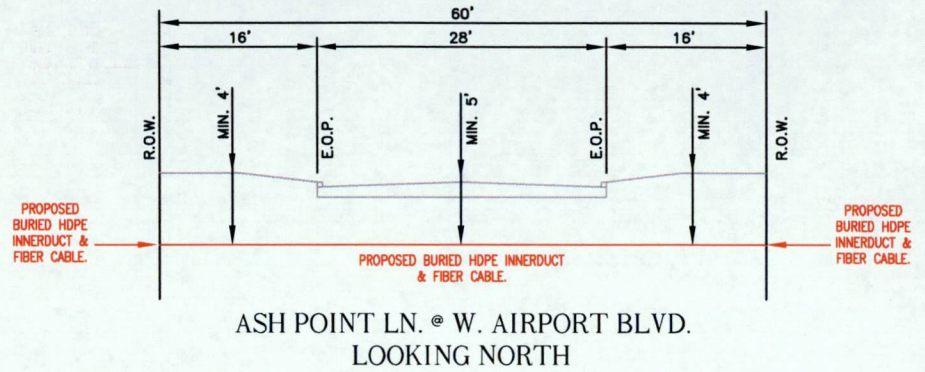 60'
16'
28'
16'
R.O.W.
MIN. 4'
E.O.P.
MIN. 5'
E.O.P.
MIN. 4'
R.O.W.
PROPOSED
BURIED HDPE
INNERDUCT &
FIBER CABLE.
PROPOSED BURIED HDPE INNERDUCT
& FIBER CABLE.
PROPOSED
BURIED HDPE
INNERDUCT &
FIBER CABLE.
ASH POINT LN. @ W. AIRPORT BLVD.
LOOKING NORTH